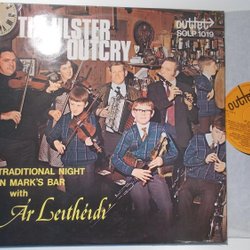 THE ULSTER
OUTCRY!
outlet
SOLP 1019
TRADITIONAL NIGHT
IN MARK'S BAR
with
'Ár Leithéidí'
outlet